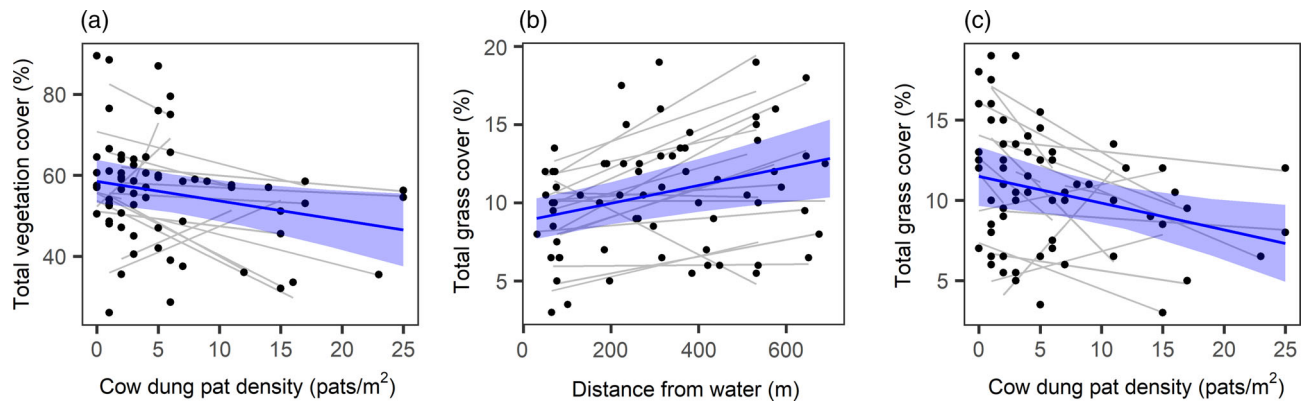 (a)
Total vegetation cover (%)
80
60
40
0 5 10 15 20 25
Cow dung pat density (pats/m²)
(b)
Total grass cover (%)
20
15
10
5
0 200 400 600
Distance from water (m)
(c)
Total grass cover (%)
15
10
5
0 5 10 15 20 25
Cow dung pat density (pats/m²)